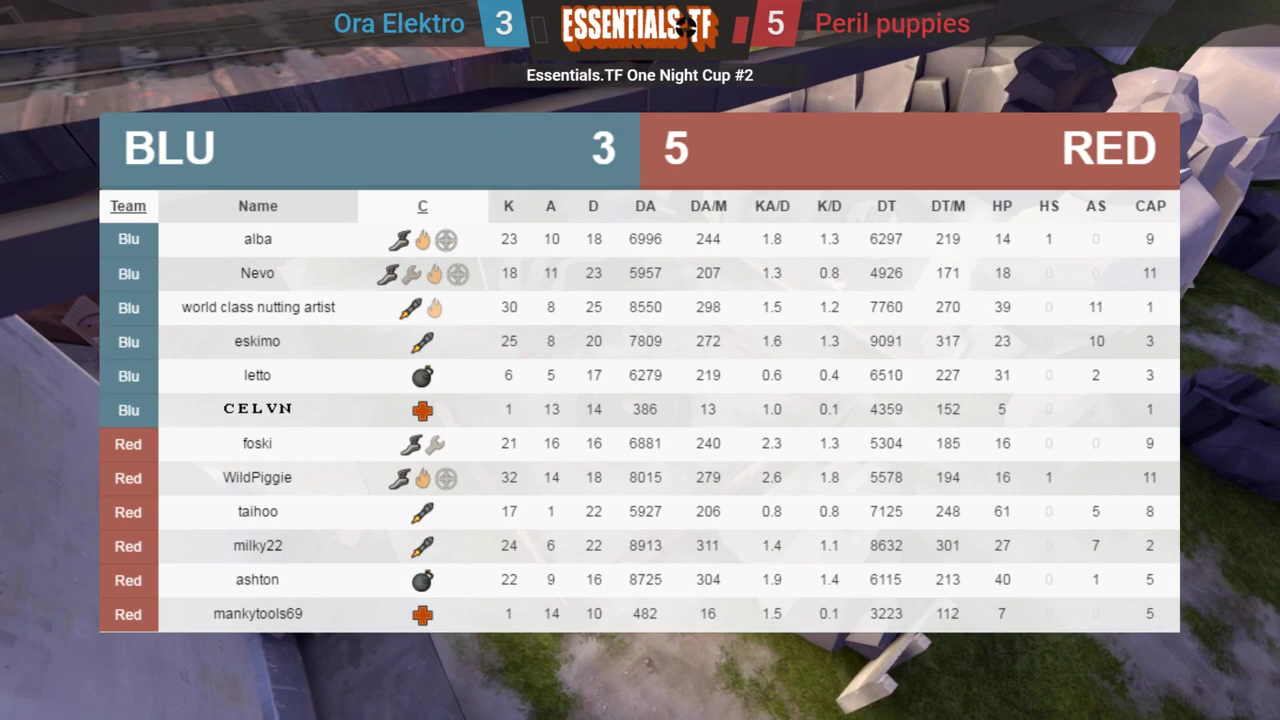 Ora Elektro 3 ESSENTIALS.TF 5 Peril puppies
Essentials.TF One Night Cup #2
BLU 3 5 RED
Team Name C K A D DA DA/M KA/D K/D DT DT/M HP HS AS CAP
Blu alba 23 10 18 6996 244 1.8 1.3 6297 219 14 1 0 9
Blu Nevo 18 11 23 5957 207 1.3 0.8 4926 171 18 0 0 11
Blu world class nutting artist 30 8 25 8550 298 1.5 1.2 7760 270 39 0 11 1
Blu eskimo 25 8 20 7809 272 1.6 1.3 9091 317 23 0 10 3
Blu letto 6 5 17 6279 219 0.6 0.4 6510 227 31 0 2 3
Blu CELVN 1 13 14 386 13 1.0 0.1 4359 152 5 0 0 1
Red foski 21 16 16 6881 240 2.3 1.3 5304 185 16 0 0 9
Red WildPiggie 32 14 18 8015 279 2.6 1.8 5578 194 16 1 11
Red taihoo 17 1 22 5927 206 0.8 0.8 7125 248 61 0 5 8
Red milky22 24 6 22 8913 311 1.4 1.1 8632 301 27 0 7 2
Red ashton 22 9 16 8725 304 1.9 1.4 6115 213 40 0 1 5
Red mankytools69 1 14 10 482 16 1.5 0.1 3223 112 7 0 0 5